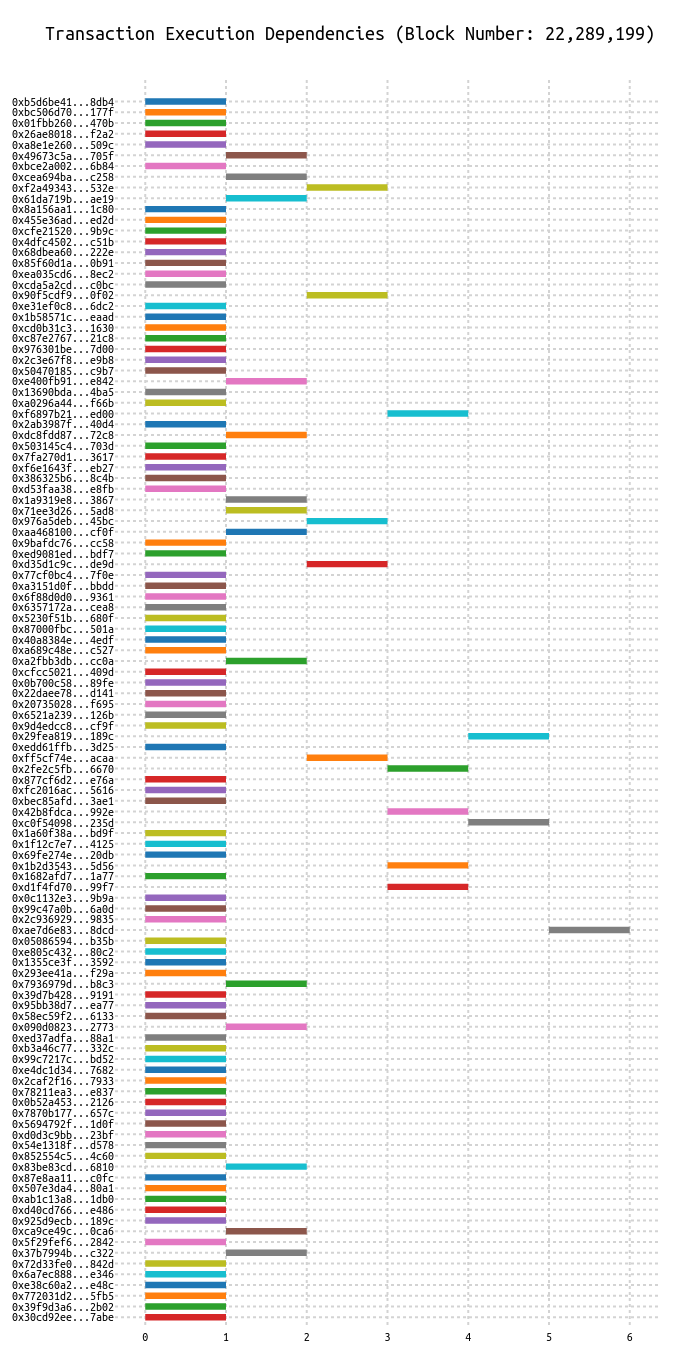 Transaction Execution Dependencies (Block Number: 22,289,199)
0xb5d6be41...8db4
0xbc506d70...177f
0x01fbb260...470b
0x26ae8018...f2a2
0xa8e1e260...509c
0x49673c5a...705f
0xbce2a002...6b84
0xcea694ba...c258
0xf2a49343...532e
0x61da719b...ae19
0x8a156aa1...1c80
0x455e36ad...ed2d
0xcfe21520...9b9c
0x4dfc4502...c51b
0x68dbea60...222e
0x85f60d1a...0b91
0xea035cd6...8ec2
0xcda5a2cd...c0bc
0x90f5cdf9...0f02
0xe31ef0c8...6dc2
0x1b58571c...eaad
0xcd0b31c3...1630
0xc87e2767...21c8
0x976301be...7d00
0x2c3e67f8...e9b8
0x50470185...c9b7
0xe400fb91...e842
0x13690bda...4ba5
0xa0296a44...f66b
0xf6897b21...ed00
0x2ab3987f...40d4
0xdc8fdd87...72c8
0x503145c4...703d
0x7fa270d1...3617
0xf6e1643f...eb27
0x386325b6...8c4b
0xd53faa38...e8fb
0x1a9319e8...3867
0x71ee3d26...5ad8
0x976a5deb...45bc
0xaa468100...cf0f
0x9bafdc76...cc58
0xed9081ed...bdf7
0xd35d1c9c...de9d
0x77cf0bc4...7f0e
0xa3151d0f...bbdd
0x6f88d0d0...9361
0x6357172a...cea8
0x5230f51b...680f
0x87000fbc...501a
0x40a8384e...4edf
0xa689c48e...c527
0xa2fbb3db...cc0a
0xcfcc5021...409d
0x0b700c58...89fe
0x22daee78...d141
0x20735028...f695
0x6521a239...126b
0x9d4edcc8...cf9f
0x29fea819...189c
0xedd61ffb...3d25
0xff5cf74e...acaa
0x2fe2c5fb...6670
0x877cf6d2...e76a
0xfc2016ac...5616
0xbec85afd...3ae1
0x42b8fdca...992e
0xc0f54098...235d
0x1a60f38a...bd9f
0x1f12c7e7...4125
0x69fe274e...20db
0x1b2d3543...5d56
0x1682afd7...1a77
0xd1f4fd70...99f7
0x0c1132e3...9b9a
0x99c47a0b...6a0d
0x2c936929...9835
0xae7d6e83...8dcd
0x05086594...b35b
0xe805c432...80c2
0x1355ce3f...3592
0x293ee41a...f29a
0x7936979d...b8c3
0x39d7b428...9191
0x95bb38d7...ea77
0x58ec59f2...6133
0x090d0823...2773
0xed37adfa...88a1
0xb3a46c77...332c
0x99c7217c...bd52
0xe4dc1d34...7682
0x2caf2f16...7933
0x78211ea3...e837
0x0b52a453...2126
0x7870b177...657c
0x5694792f...1d0f
0xd0d3c9bb...23bf
0x54e1318f...d578
0x852554c5...4c60
0x83be83cd...6810
0x87e8aa11...c0fc
0x507e3da4...80a1
0xab1c13a8...1db0
0xd40cd766...e486
0x925d9ecb...189c
0xca9ce49c...0ca6
0x5f29fef6...2842
0x37b7994b...c322
0x72d33fe0...842d
0x6a7ec888...e346
0xe38c60a2...e48c
0x772031d2...5fb5
0x39f9d3a6...2b02
0x30cd92ee...7abe
0 1 2 3 4 5 6